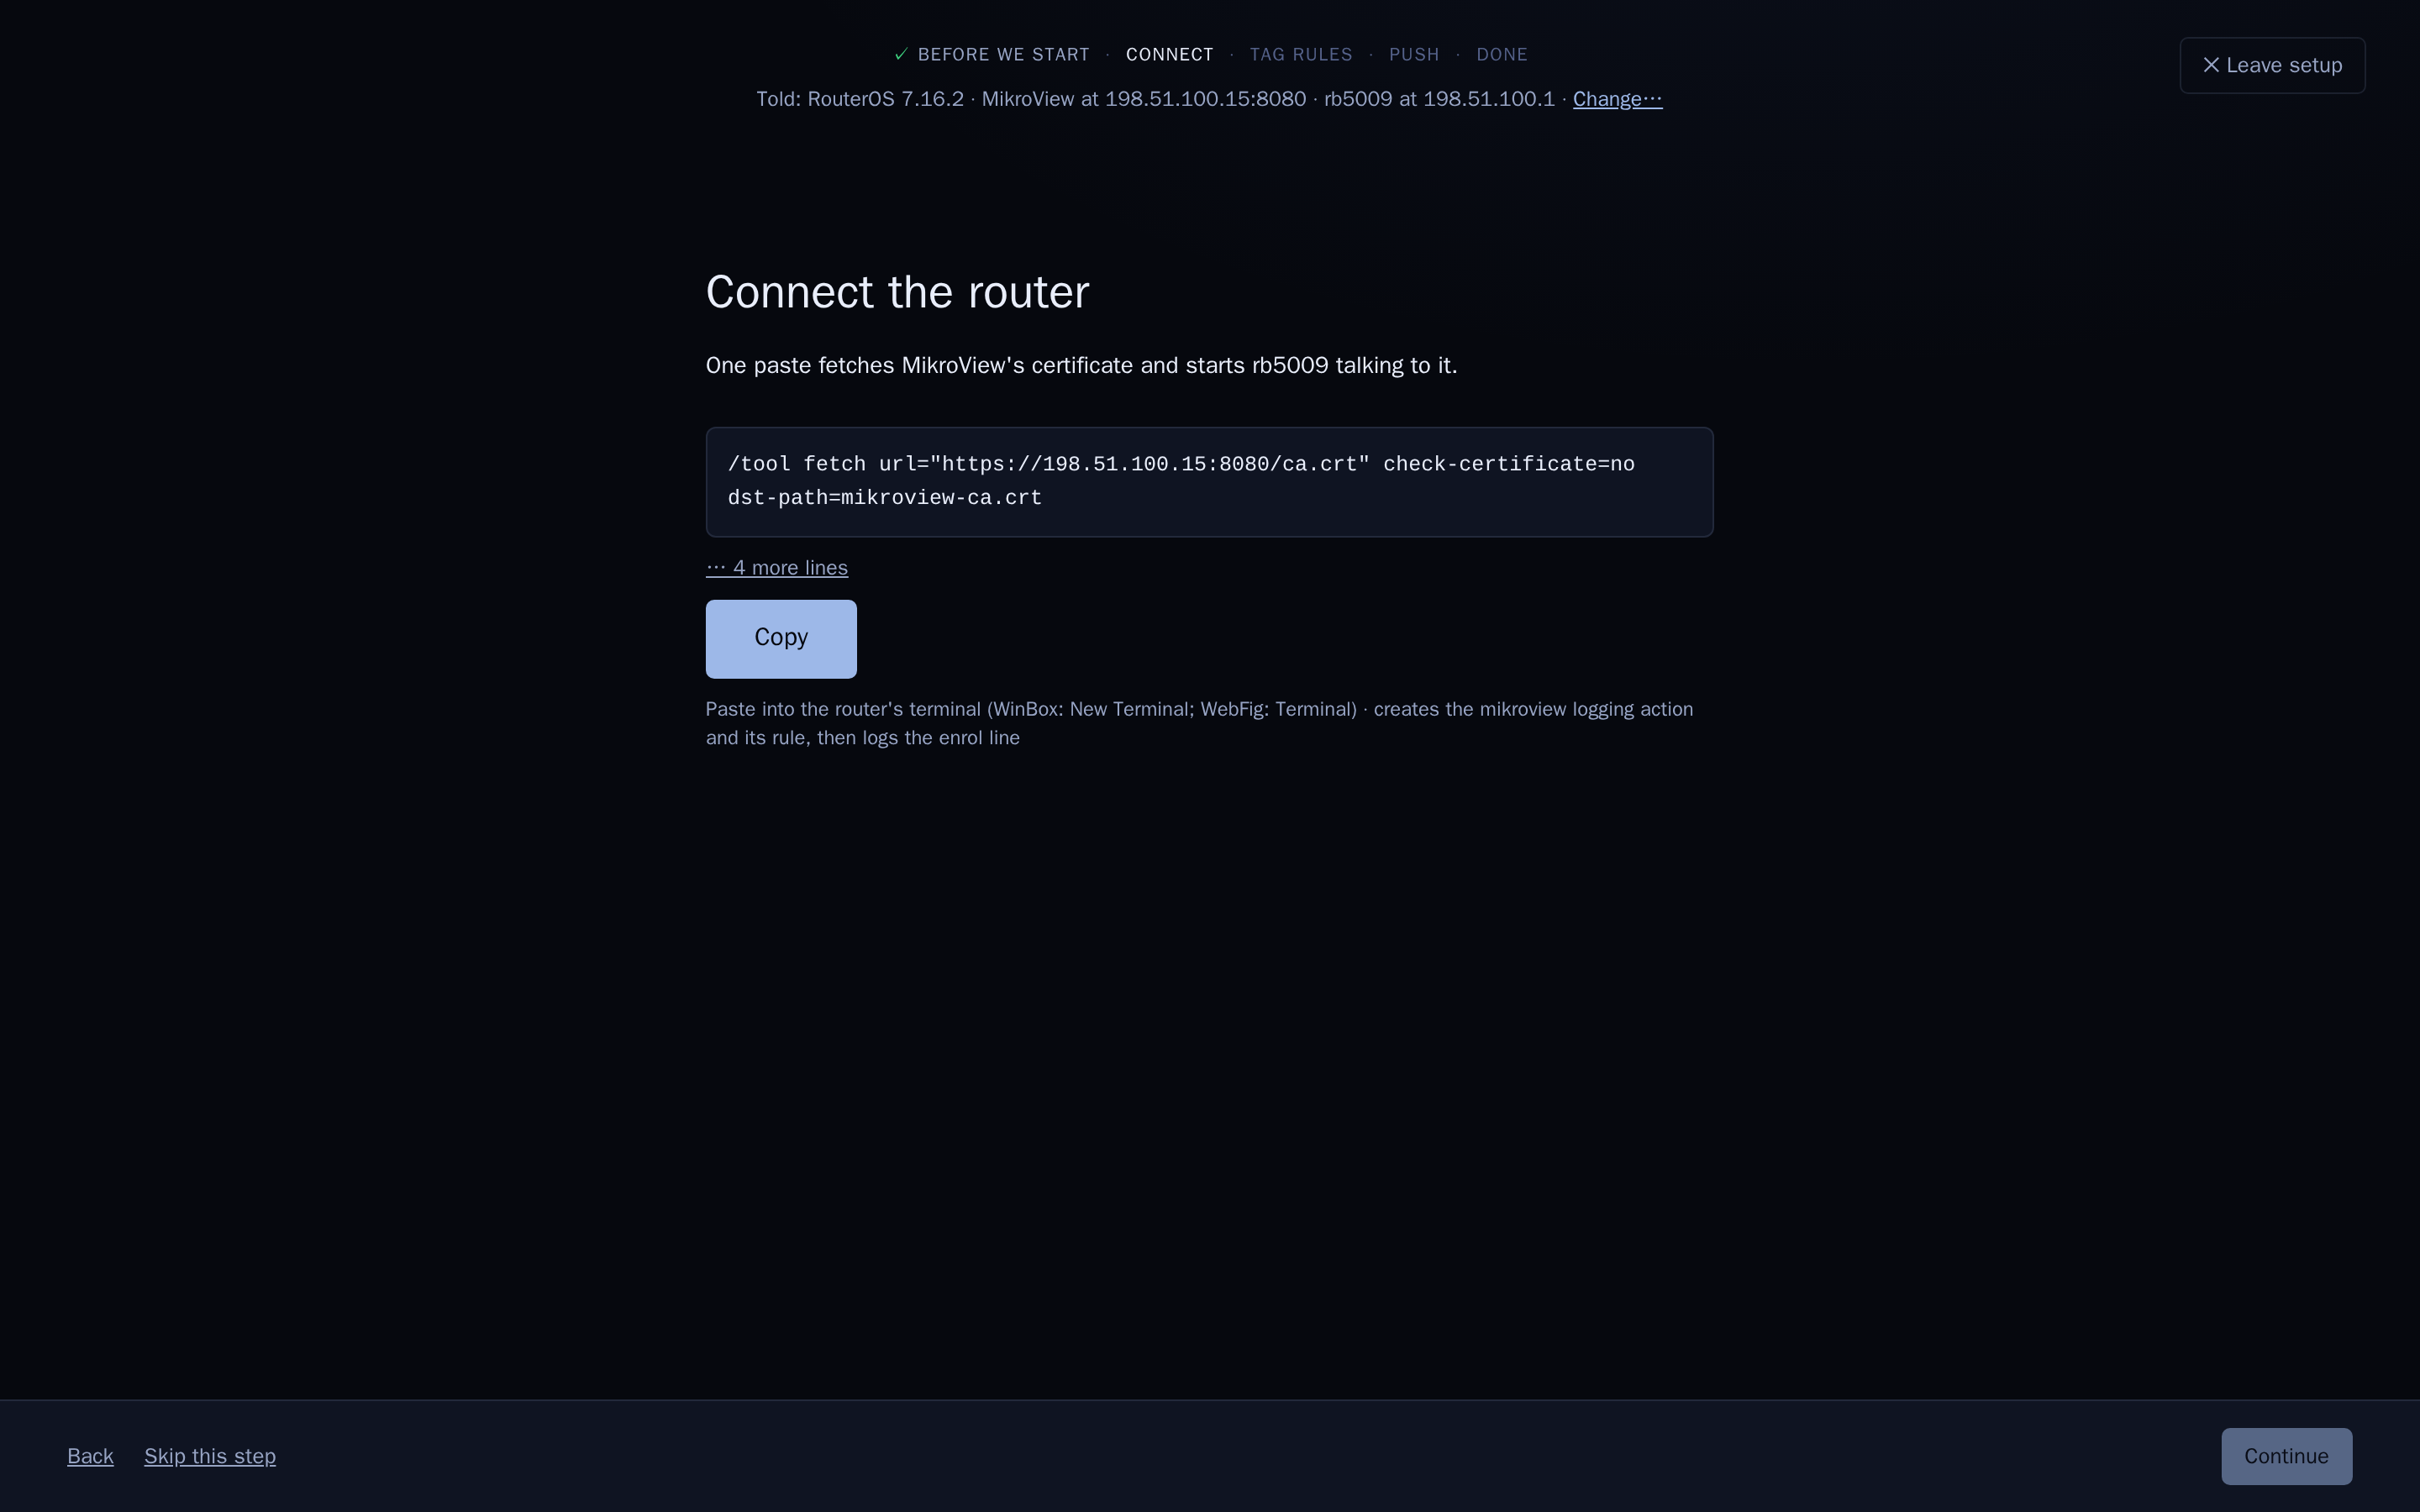 ✓ BEFORE WE START · CONNECT · TAG RULES · PUSH · DONE
✕ Leave setup
Told: RouterOS 7.16.2 · MikroView at 198.51.100.15:8080 · rb5009 at 198.51.100.1 · Change…
Connect the router
One paste fetches MikroView's certificate and starts rb5009 talking to it.
/tool fetch url="https://198.51.100.15:8080/ca.crt" check-certificate=no
dst-path=mikroview-ca.crt
… 4 more lines
Copy
Paste into the router's terminal (WinBox: New Terminal; WebFig: Terminal) · creates the mikroview logging action
and its rule, then logs the enrol line
Back Skip this step Continue